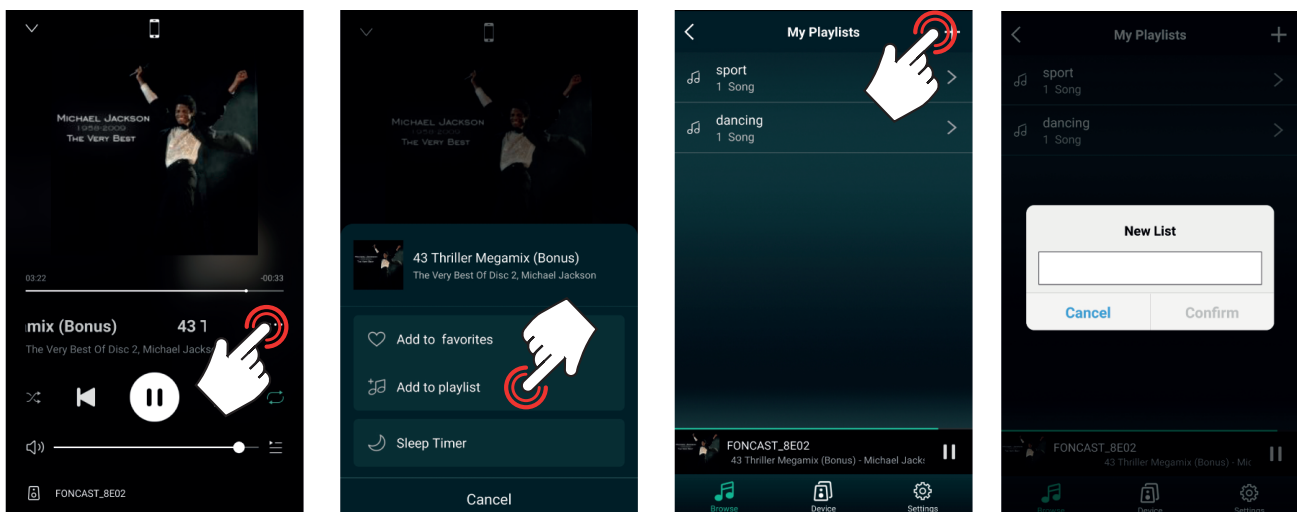 MICHAEL JACKSON
1958-2009
THE VERY BEST
03:22
-00:33
mix (Bonus) 43 T
The Very Best Of Disc 2, Michael Jacks
FONCAST_8E02
MICHAEL JACKSON
1958-2009
THE VERY BEST
43 Thriller Megamix (Bonus)
The Very Best Of Disc 2, Michael Jackson
Add to favorites
Add to playlist
Sleep Timer
Cancel
My Playlists
sport
1 Song
dancing
1 Song
FONCAST_8E02
43 Thriller Megamix (Bonus) - Michael Jack
Browse
Device
Settings
My Playlists
sport
1 Song
dancing
1 Song
New List
Cancel
Confirm
FONCAST_8E02
43 Thriller Megamix (Bonus) - Mic
Browse
Device
Settings